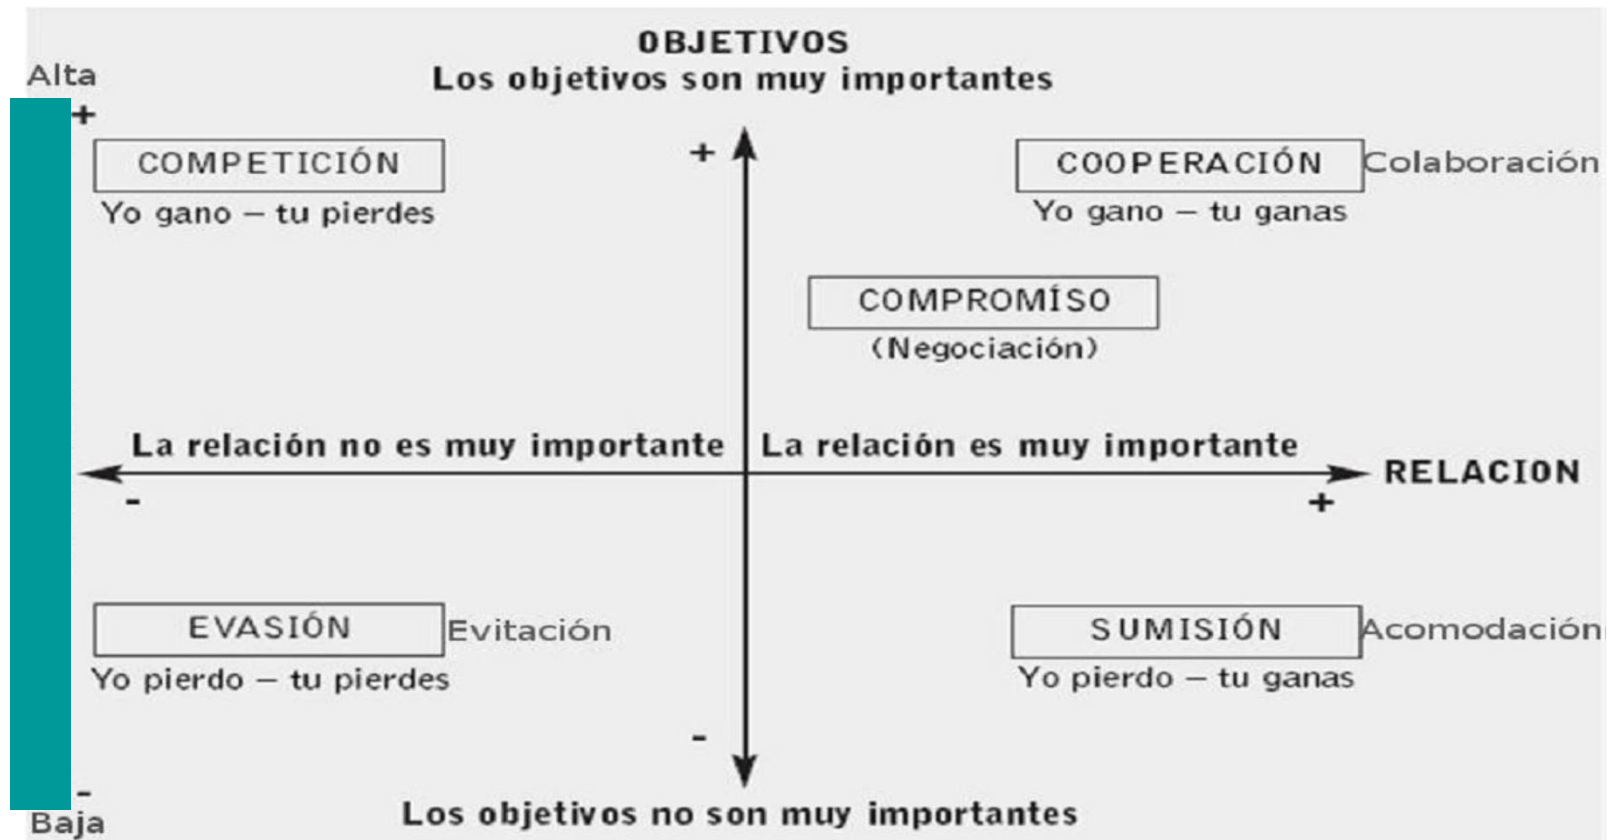 OBJETIVOS
Alta
Los objetivos son muy importantes
+
+
COMPETICIÓN
COOPERACIÓN Colaboración
Yo gano – tu pierdes
Yo gano – tu ganas
COMPROMÍSO
(Negociación)
La relación no es muy importante
La relación es muy importante
RELACION
-
+
EVASIÓN Evitación
SUMISIÓN Acomodación
Yo pierdo – tu pierdes
Yo pierdo – tu ganas
-
-
Los objetivos no son muy importantes
Baja